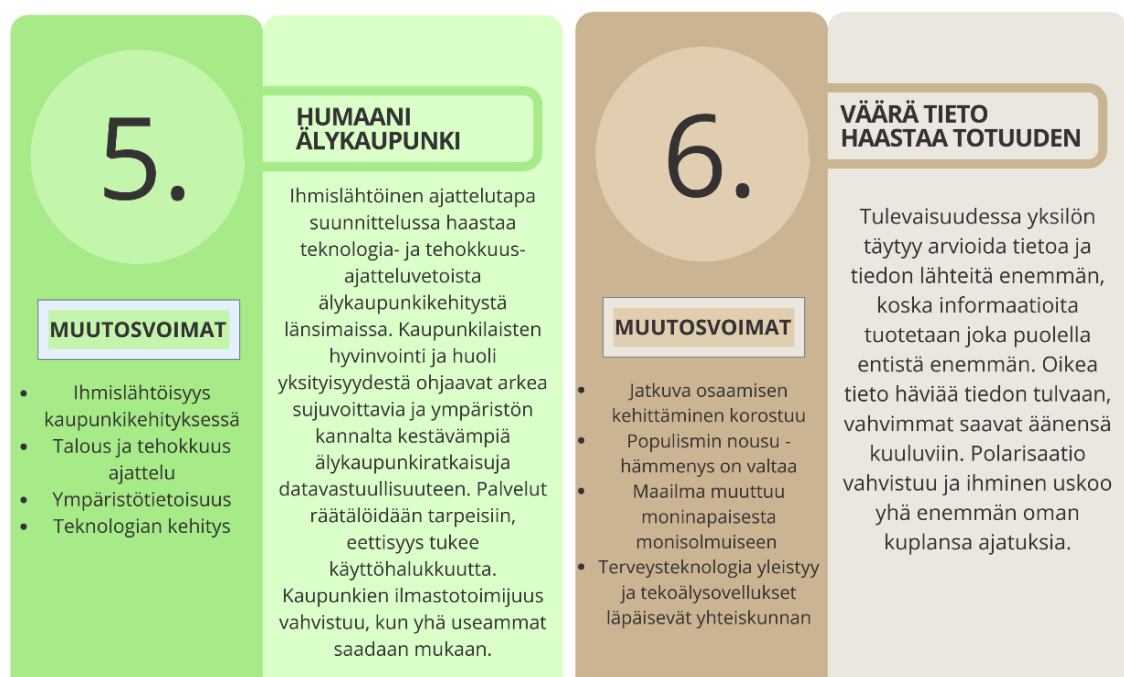 5.
HUMAANI
ÄLYKAUPUNKI
MUUTOSVOIMAT
• Ihmislähtöisyys
kaupunkikehityksessä
• Talous ja tehokkuus
ajattelu
• Ympäristötietoisuus
• Teknologian kehitys
Ihmislähtöinen ajattelutapa
suunnittelussa haastaa
teknologia- ja tehokkuus-
ajatteluvetoista
älykaupunkikehitystä
länsimaissa. Kaupunkilaisten
hyvinvointi ja huoli
yksityisyydestä ohjaavat arkea
sujuvoittavia ja ympäristön
kannalta kestävämpiä
älykaupunkiratkaisuja
datavastuullisuuteen. Palvelut
räätälöidään tarpeisiin,
eettisyys tukee
käyttöhalukkuutta.
Kaupunkien ilmastotoimijuus
vahvistuu, kun yhä useammat
saadaan mukaan.
6.
VÄÄRÄ TIETO
HAASTAA TOTUUDEN
MUUTOSVOIMAT
• Jatkuva osaamisen
kehittäminen korostuu
• Populismin nousu -
hämmenys on valtaa
• Maailma muuttuu
moninapaisesta
monisolmuiseen
• Terveysteknologia yleistyy
ja tekoälysovellukset
läpäisevät yhteiskunnan
Tulevaisuudessa yksilön
täytyy arvioida tietoa ja
tiedon lähteitä enemmän,
koska informaatioita
tuotetaan joka puolella
entistä enemmän. Oikea
tieto häviää tiedon tulvaan,
vahvimmat saavat äänensä
kuuluviin. Polarisaatio
vahvistuu ja ihminen uskoo
yhä enemmän oman
kuplansa ajatuksia.